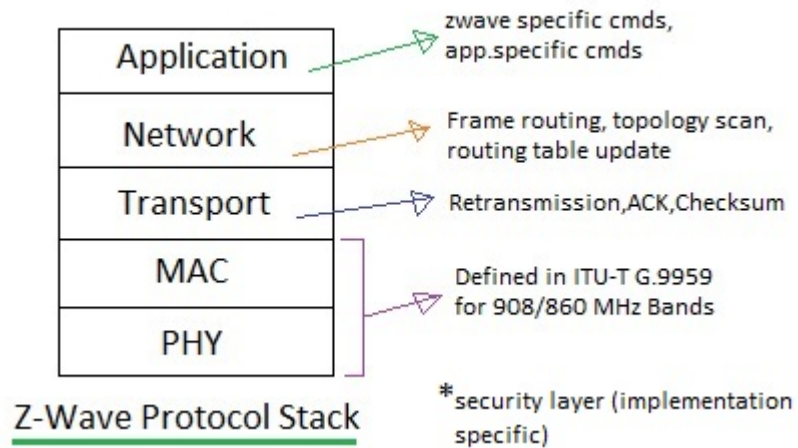 Application
zwave specific cmds,
app.specific cmds
Network
Frame routing, topology scan,
routing table update
Transport
Retransmission,ACK,Checksum
MAC
Defined in ITU-T G.9959
for 908/860 MHz Bands
PHY
Z-Wave Protocol Stack
*security layer (implementation
specific)